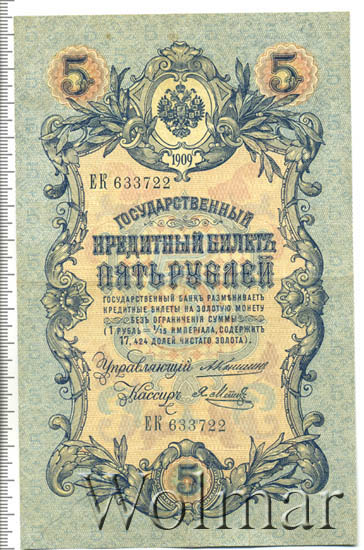 5 5
1909
ЕК 633722
ГОСУДАРСТВЕННЫЙ
КРЕДИТНЫЙ БИЛЕТЪ
ПЯТЬ РУБЛЕЙ
ГОСУДАРСТВЕННЫЙ БАНКЪ РАЗМѢНИВАЕТЪ
КРЕДИТНЫЕ БИЛЕТЫ НА ЗОЛОТУЮ МОНЕТУ
БЕЗЪ ОГРАНИЧЕНІЯ СУММЫ
(1 РУБЛЬ = 1/15 ИМПЕРІАЛА, СОДЕРЖИТЪ
17,424 ДОЛЕЙ ЧИСТАГО ЗОЛОТА).
Управляющій
Кассиръ
ЕК 633722
5
Wolmar